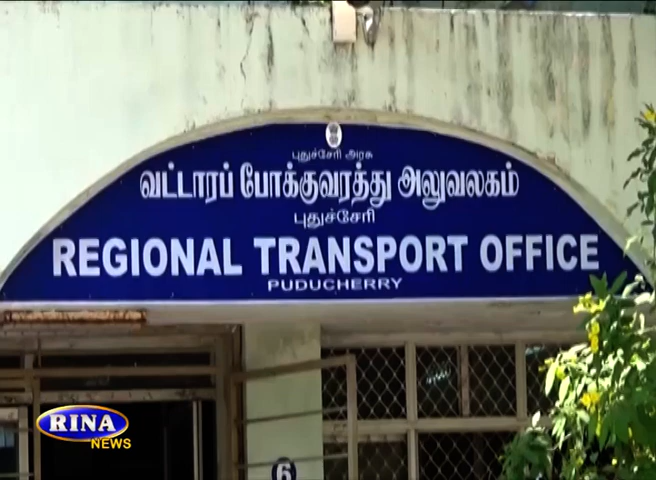 புதுச்சேரி அரசு
வட்டாரப் போக்குவரத்து அலுவலகம்
புதுச்சேரி
REGIONAL TRANSPORT OFFICE
PUDUCHERRY
RINA
NEWS
6